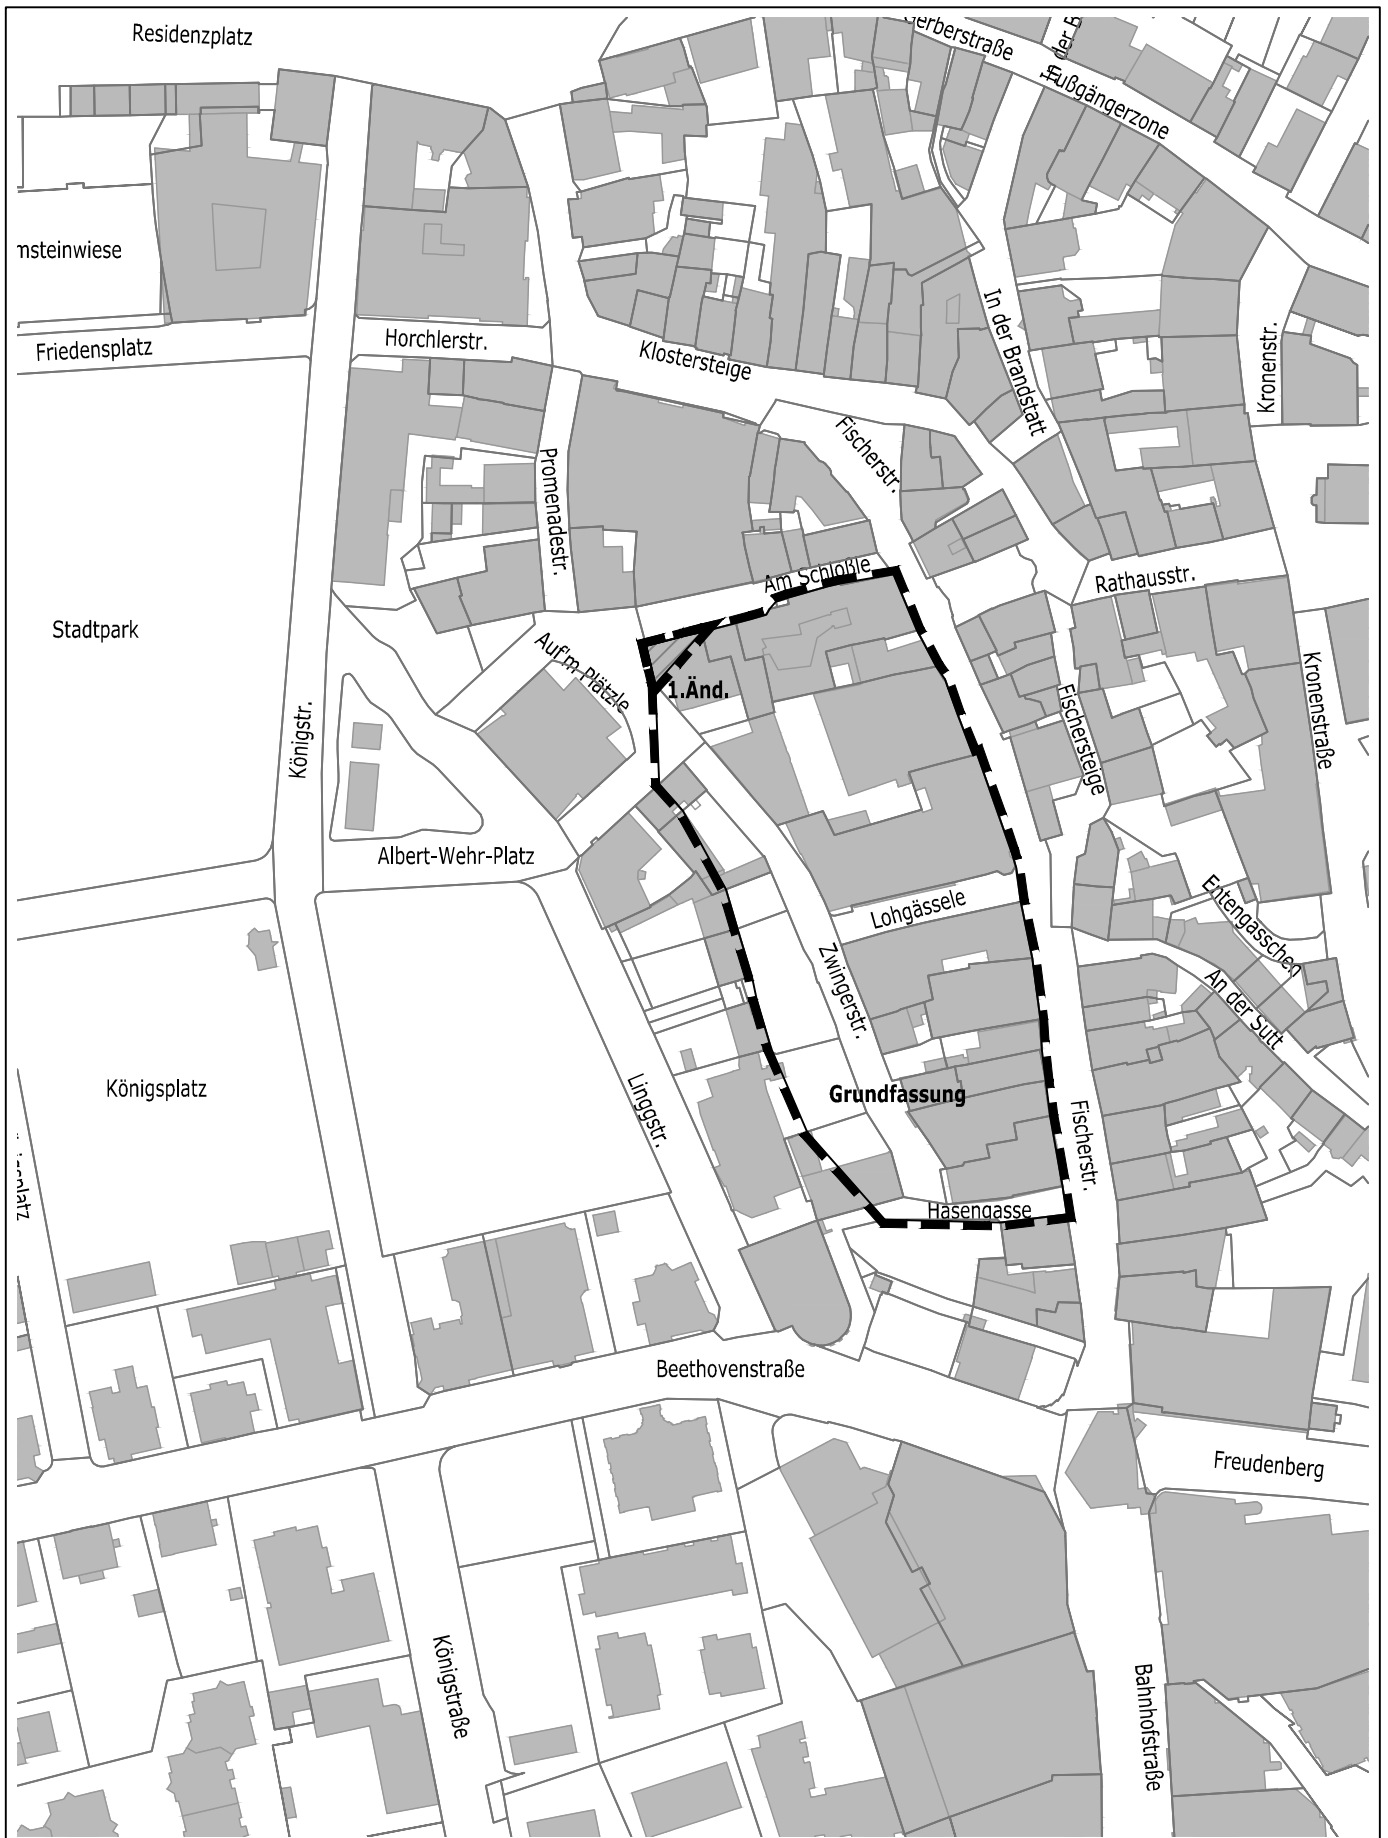 Residenzplatz
Gerberstraße
In der B
Fußgängerzone
msteinwiese
Friedensplatz
Horchlerstr.
Klostersteige
In der Brandstatt
Kronenstr.
Fischerstr.
Promenadestr.
Am Schlößle
Rathausstr.
Stadtpark
Auf'm Plätzle
1.Änd.
Königstr.
Fischersteige
Kronenstraße
Albert-Wehr-Platz
Lohgässele
Entengässchen
Zwingerstr.
An der Sutt
Königsplatz
Linggstr.
Grundfassung
Fischerstr.
Hasengasse
Beethovenstraße
Freudenberg
Königstraße
Bahnhofstraße